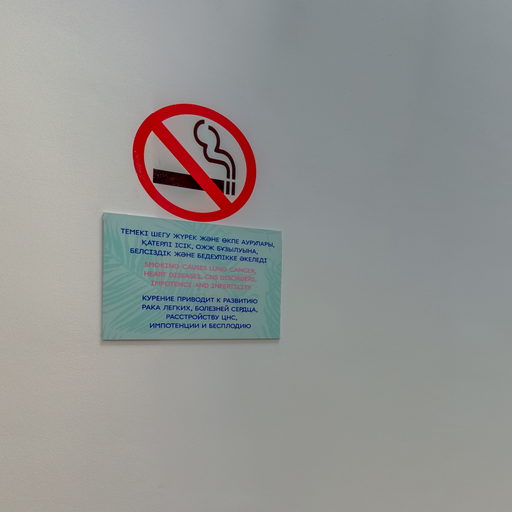 ТЕМЕКІ ШЕГУ ЖҮРЕК ЖӘНЕ ӨКПЕ АУРУЛАРЫ,
ҚАТЕРЛІ ІСІК, ОЖЖ БҰЗЫЛУЫНА,
БЕЛСІЗДІК ЖӘНЕ БЕДЕУЛІККЕ ӘКЕЛЕДІ
SMOKING CAUSES LUNG CANCER,
HEART DISEASES, CNS DISORDERS,
IMPOTENCY AND INFERTICITY
КУРЕНИЕ ПРИВОДИТ К РАЗВИТИЮ
РАКА ЛЕГКИХ, БОЛЕЗНЕЙ СЕРДЦА,
РАССТРОЙСТВУ ЦНС,
ИМПОТЕНЦИИ И БЕСПЛОДИЮ